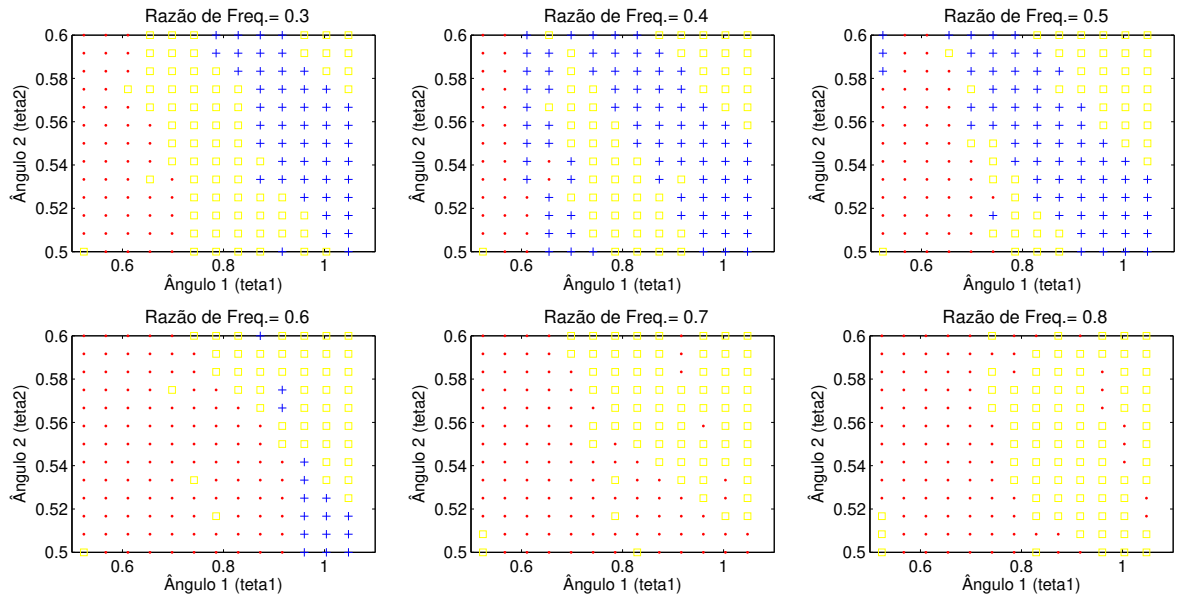 Razão de Freq.= 0.3
0.6
0.58
0.56
0.54
0.52
0.5
Ângulo 2 (teta2)
0.6 0.8 1
Ângulo 1 (teta1)
Razão de Freq.= 0.4
0.6
0.58
0.56
0.54
0.52
0.5
Ângulo 2 (teta2)
0.6 0.8 1
Ângulo 1 (teta1)
Razão de Freq.= 0.5
0.6
0.58
0.56
0.54
0.52
0.5
Ângulo 2 (teta2)
0.6 0.8 1
Ângulo 1 (teta1)
Razão de Freq.= 0.6
0.6
0.58
0.56
0.54
0.52
0.5
Ângulo 2 (teta2)
0.6 0.8 1
Ângulo 1 (teta1)
Razão de Freq.= 0.7
0.6
0.58
0.56
0.54
0.52
0.5
Ângulo 2 (teta2)
0.6 0.8 1
Ângulo 1 (teta1)
Razão de Freq.= 0.8
0.6
0.58
0.56
0.54
0.52
0.5
Ângulo 2 (teta2)
0.6 0.8 1
Ângulo 1 (teta1)